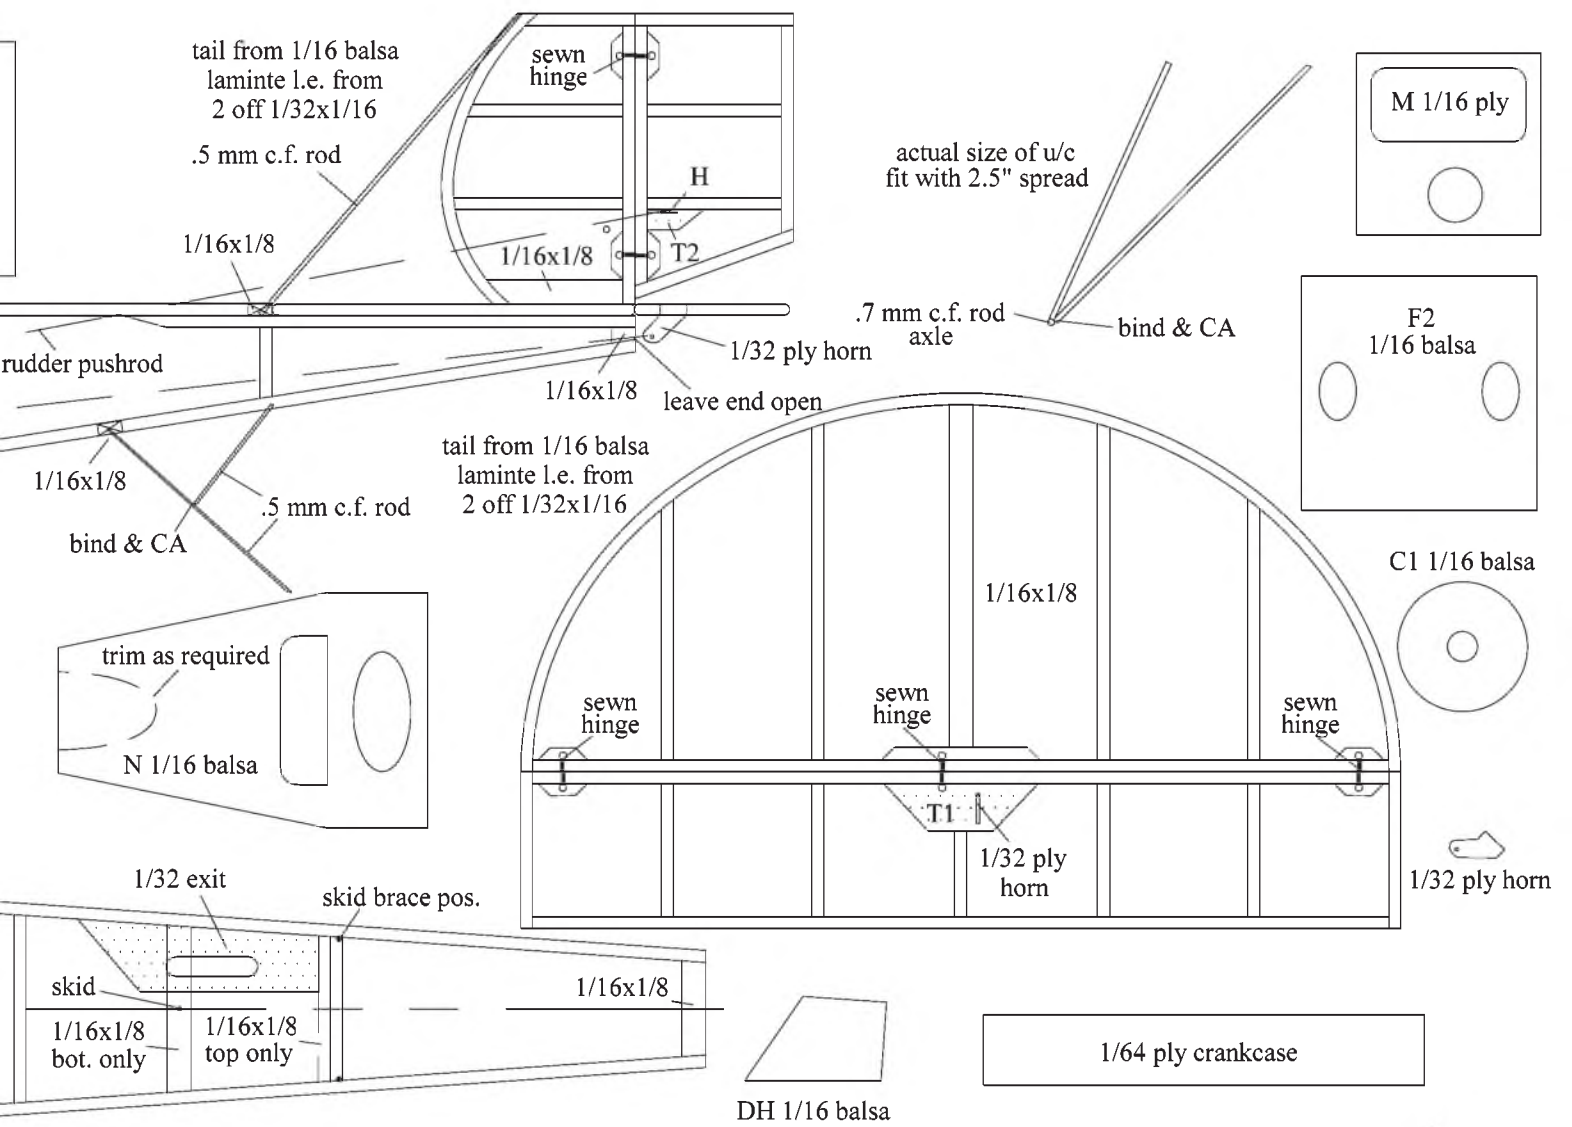 tail from 1/16 balsa
laminte l.e. from
2 off 1/32x1/16
.5 mm c.f. rod
1/16x1/8
sewn
hinge
H
T2
1/16x1/8
rudder pushrod
1/32 ply horn
1/16x1/8
leave end open
1/16x1/8
.5 mm c.f. rod
bind & CA
actual size of u/c
fit with 2.5" spread
.7 mm c.f. rod
axle
bind & CA
M 1/16 ply
F2
1/16 balsa
C1 1/16 balsa
1/32 ply horn
tail from 1/16 balsa
laminte l.e. from
2 off 1/32x1/16
1/16x1/8
sewn
hinge
sewn
hinge
sewn
hinge
T1
1/32 ply
horn
trim as required
N 1/16 balsa
1/32 exit
skid brace pos.
skid
1/16x1/8
bot. only
1/16x1/8
top only
1/16x1/8
DH 1/16 balsa
1/64 ply crankcase